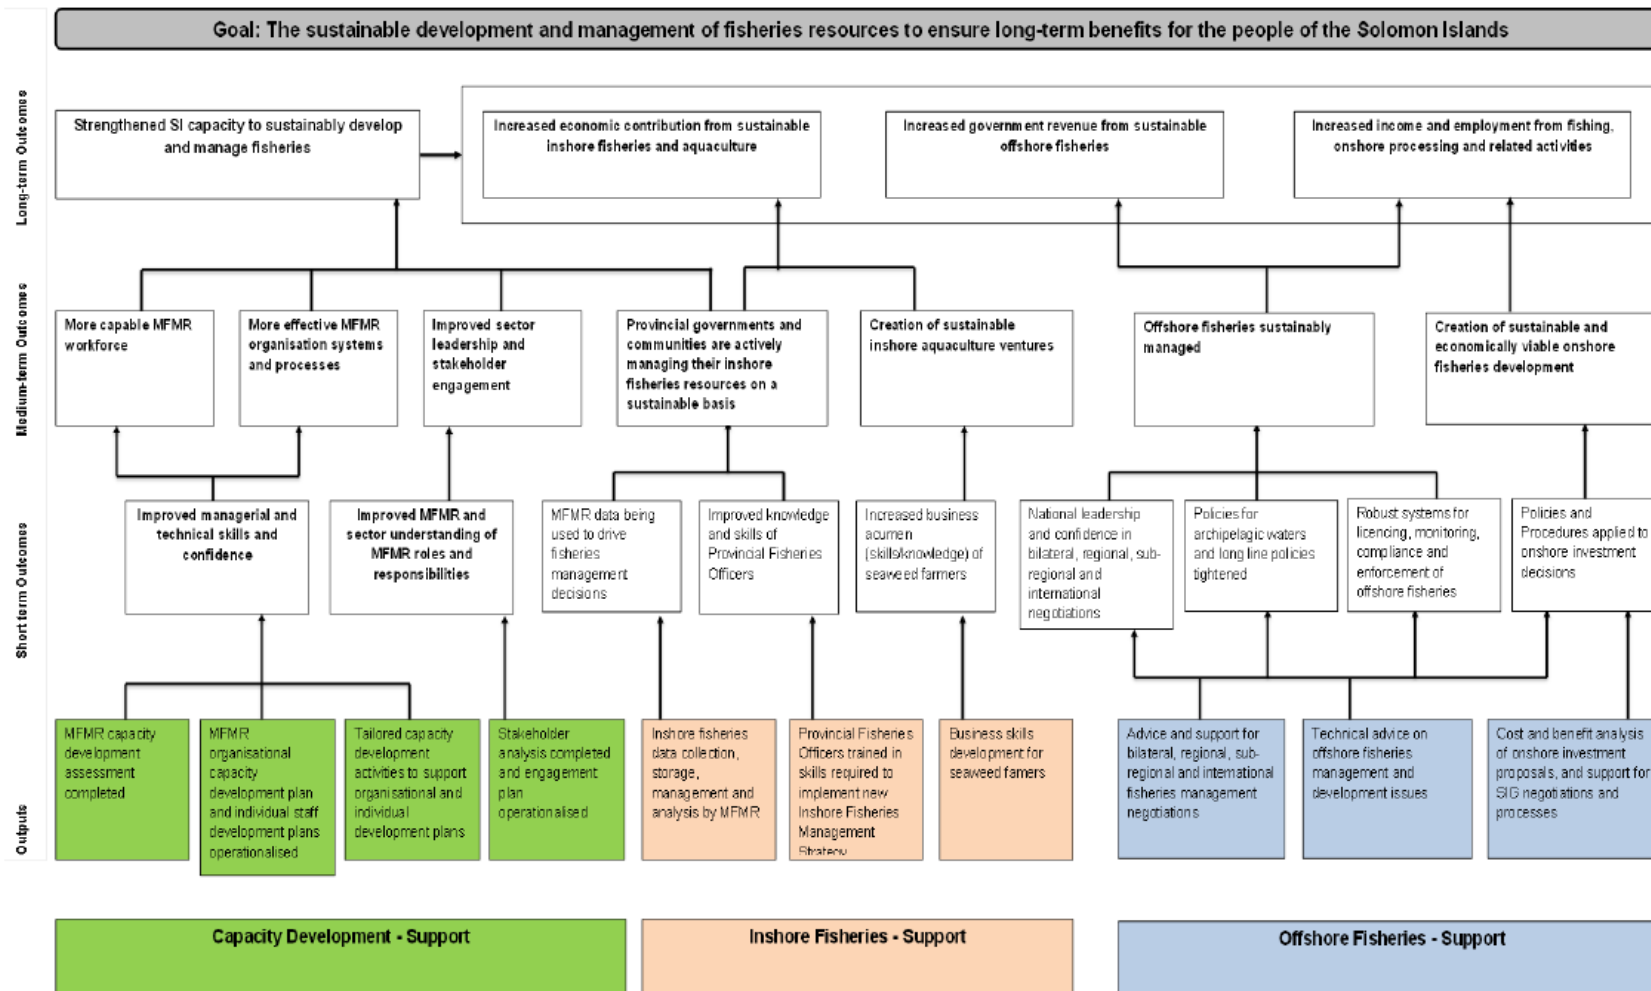 Goal: The sustainable development and management of fisheries resources to ensure long-term benefits for the people of the Solomon Islands
Long-term Outcomes
Strengthened SI capacity to sustainably develop
and manage fisheries
Increased economic contribution from sustainable
inshore fisheries and aquaculture
Increased government revenue from sustainable
offshore fisheries
Increased income and employment from fishing,
onshore processing and related activities
Medium-term Outcomes
More capable MFMR
workforce
More effective MFMR
organisation systems
and processes
Improved sector
leadership and
stakeholder
engagement
Provincial governments and
communities are actively
managing their inshore
fisheries resources on a
sustainable basis
Creation of sustainable
inshore aquaculture ventures
Offshore fisheries sustainably
managed
Creation of sustainable and
economically viable onshore
fisheries development
Short term Outcomes
Improved managerial and
technical skills and
confidence
Improved MFMR and
sector understanding of
MFMR roles and
responsibilities
MFMR data being
used to drive
fisheries
management
decisions
Improved knowledge
and skills of
Provincial Fisheries
Officers
Increased business
acumen
(skills/knowledge) of
seaweed farmers
National leadership
and confidence in
bilateral, regional, sub-
regional and
international
negotiations
Policies for
archipelagic waters
and long line policies
tightened
Robust systems for
licencing, monitoring,
compliance and
enforcement of
offshore fisheries
Policies and
Procedures applied to
onshore investment
decisions
Outputs
MFMR capacity
development
assessment
completed
MFMR
organisational
capacity
development plan
and individual staff
development plans
operationalised
Tailored capacity
development
activities to support
organisational and
individual
development plans
Stakeholder
analysis completed
and engagement
plan
operationalised
Inshore fisheries
data collection,
storage,
management and
analysis by MFMR
Provincial Fisheries
Officers trained in
skills required to
implement new
Inshore Fisheries
Management
Strategy
Business skills
development for
seaweed famers
Advice and support for
bilateral, regional, sub-
regional and international
fisheries management
negotiations
Technical advice on
offshore fisheries
management and
development issues
Cost and benefit analysis
of onshore investment
proposals, and support for
SIG negotiations and
processes
Capacity Development - Support
Inshore Fisheries - Support
Offshore Fisheries - Support